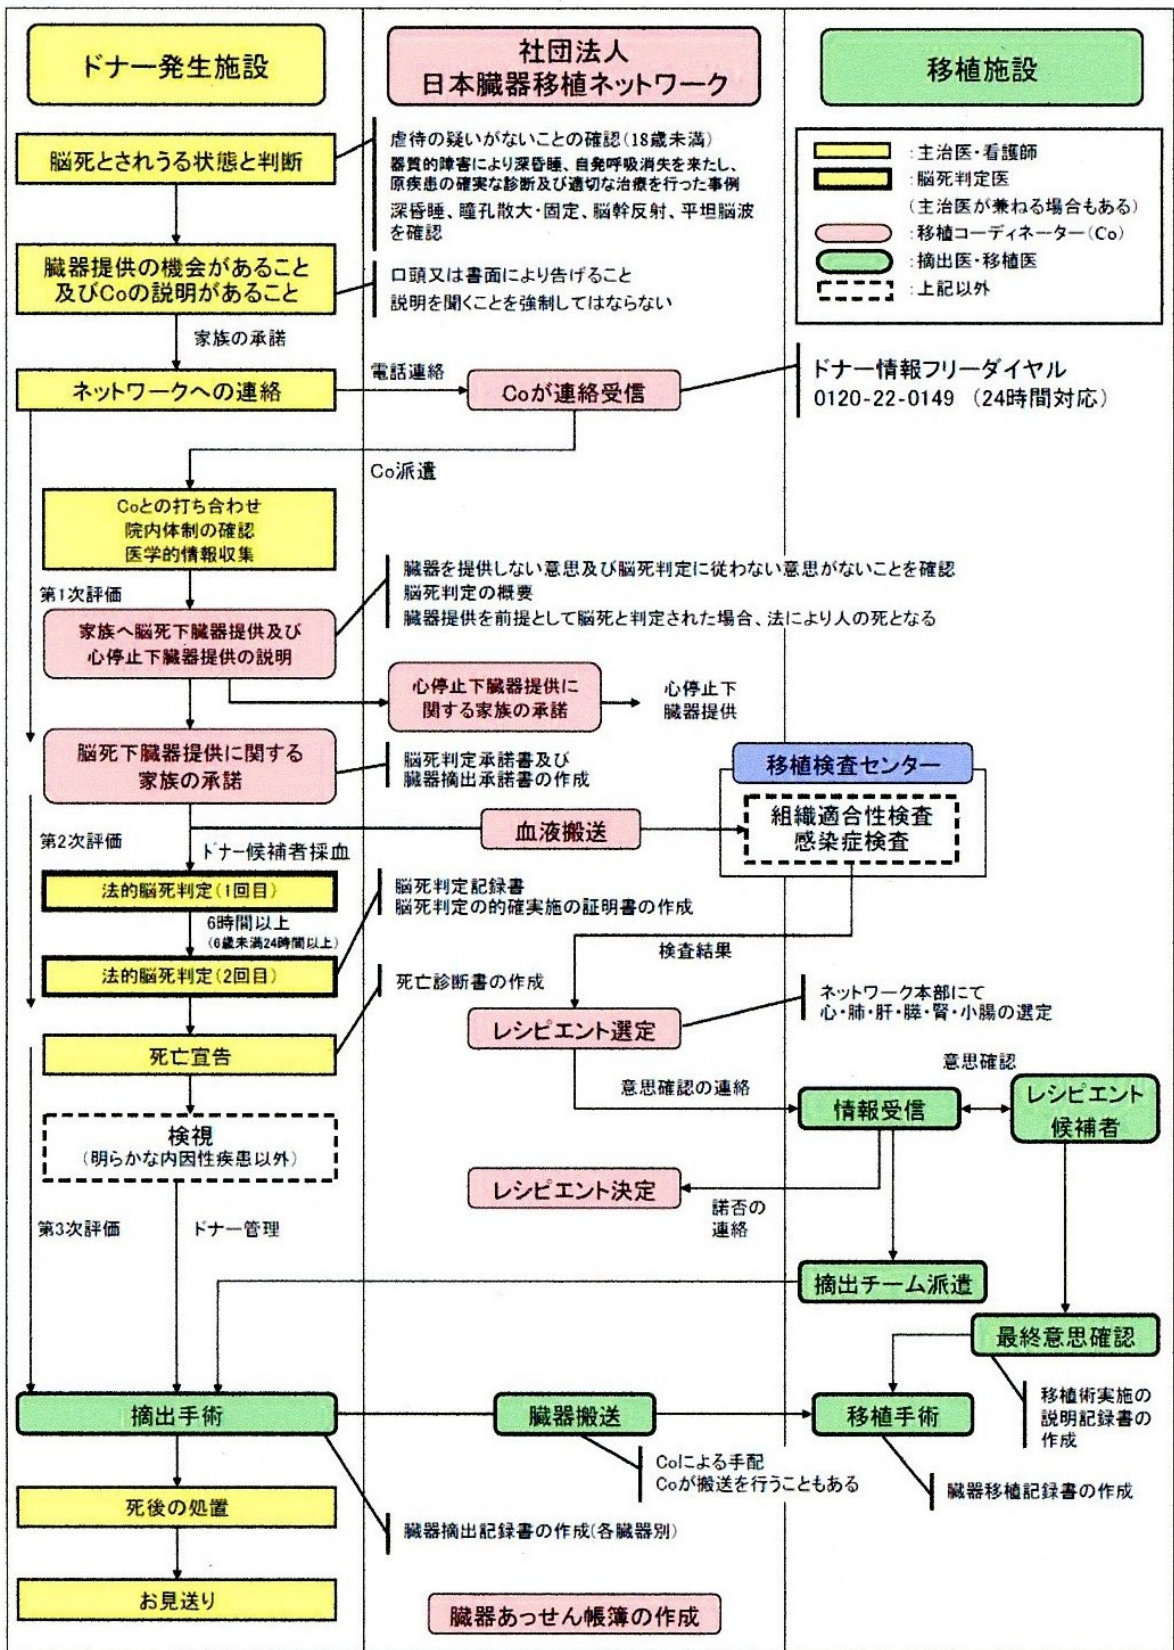 ドナー発生施設
社団法人
日本臓器移植ネットワーク
移植施設
脳死とされうる状態と判断
虐待の疑いがないことの確認(18歳未満)
器質的障害により深昏睡、自発呼吸消失を来たし、
原疾患の確実な診断及び適切な治療を行った事例
深昏睡、瞳孔散大・固定、脳幹反射、平坦脳波
を確認
:主治医・看護師
:脳死判定医
(主治医が兼ねる場合もある)
:移植コーディネーター(Co)
:摘出医・移植医
:上記以外
臓器提供の機会があること
及びCoの説明があること
口頭又は書面により告げること
説明を聞くことを強制してはならない
家族の承諾
ネットワークへの連絡
電話連絡
Coが連絡受信
ドナー情報フリーダイヤル
0120-22-0149 (24時間対応)
Co派遣
Coとの打ち合わせ
院内体制の確認
医学的情報収集
第1次評価
臓器を提供しない意思及び脳死判定に従わない意思がないことを確認
脳死判定の概要
臓器提供を前提として脳死と判定された場合、法により人の死となる
家族へ脳死下臓器提供及び
心停止下臓器提供の説明
心停止下臓器提供に
関する家族の承諾
心停止下
臓器提供
脳死下臓器提供に関する
家族の承諾
脳死判定承諾書及び
臓器摘出承諾書の作成
移植検査センター
組織適合性検査
感染症検査
血液搬送
第2次評価
ドナー候補者採血
法的脳死判定(1回目)
脳死判定記録書
脳死判定の的確実施の証明書の作成
6時間以上
(6歳未満24時間以上)
法的脳死判定(2回目)
検査結果
死亡診断書の作成
ネットワーク本部にて
心・肺・肝・膵・腎・小腸の選定
レシピエント選定
死亡宣告
意思確認の連絡
意思確認
情報受信
レシピエント
候補者
検視
(明らかな内因性疾患以外)
レシピエント決定
諾否の
連絡
第3次評価
ドナー管理
摘出チーム派遣
最終意思確認
移植術実施の
説明記録書の
作成
摘出手術
臓器搬送
移植手術
Coによる手配
Coが搬送を行うこともある
臓器移植記録書の作成
死後の処置
臓器摘出記録書の作成(各臓器別)
お見送り
臓器あっせん帳簿の作成